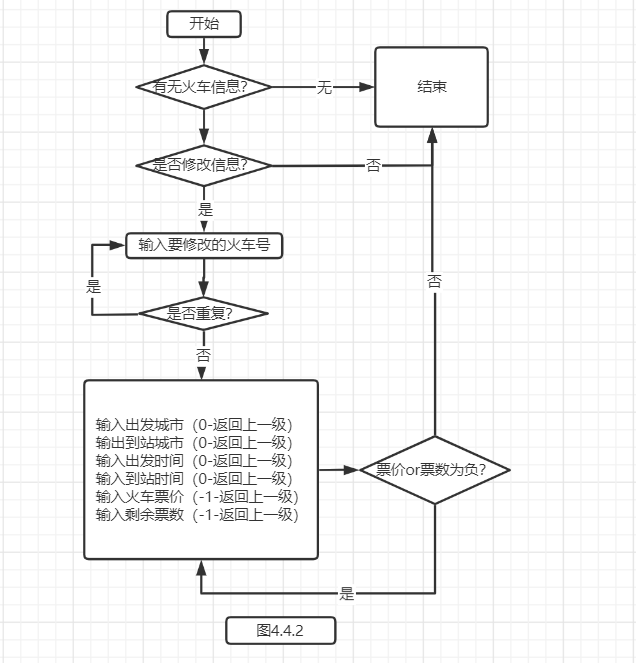 开始
有无火车信息?
无
结束
是否修改信息?
否
是
输入要修改的火车号
是
是否重复?
否
否
输入出发城市（0-返回上一级）
输出到站城市（0-返回上一级）
输入出发时间（0-返回上一级）
输入到站时间（0-返回上一级）
输入火车票价（-1-返回上一级）
输入剩余票数（-1-返回上一级）
票价or票数为负?
是
图4.4.2